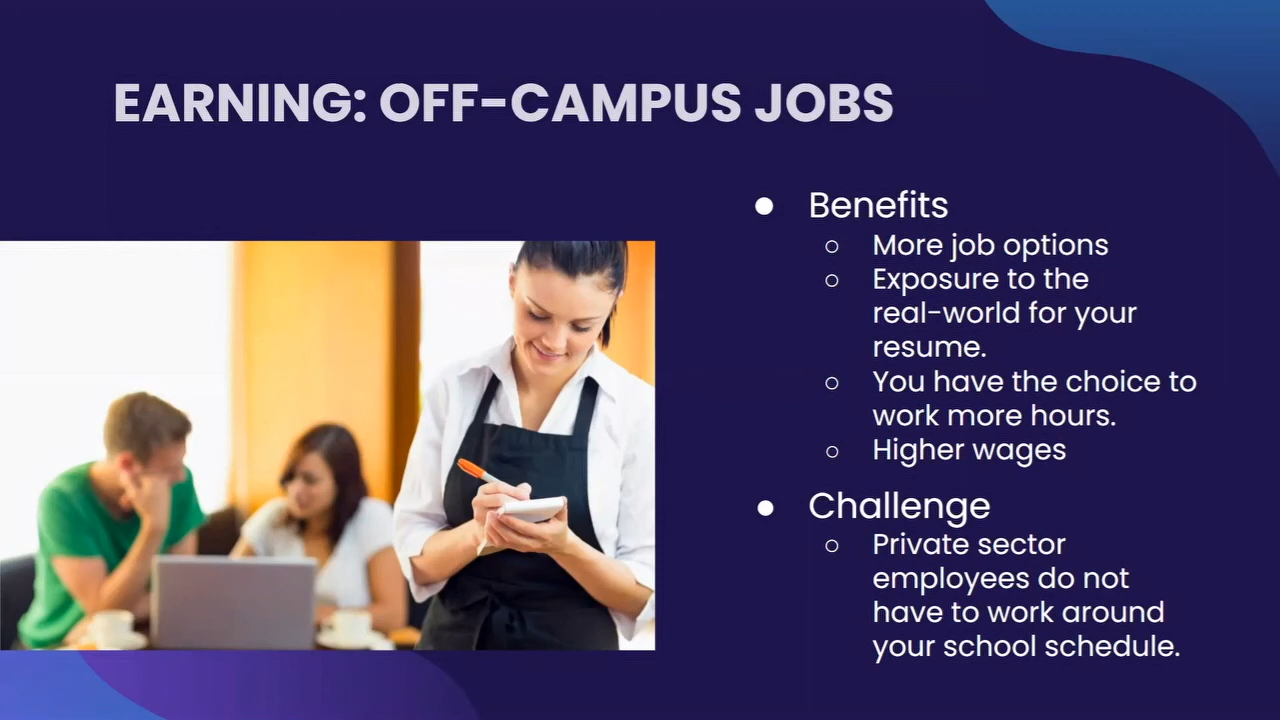 EARNING: OFF-CAMPUS JOBS
● Benefits
○ More job options
○ Exposure to the
real-world for your
resume.
○ You have the choice to
work more hours.
○ Higher wages
● Challenge
○ Private sector
employees do not
have to work around
your school schedule.